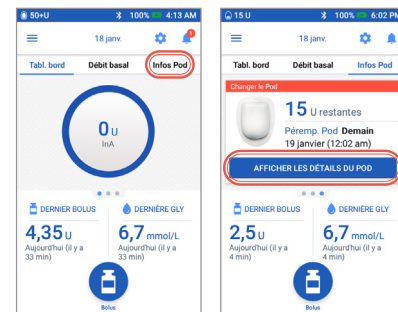 50+U 100% 4:13 AM
18 janv.
Tabl. bord Débit basal Infos Pod
0 U
InA
DERNIER BOLUS DERNIÈRE GLY
4,35 U 6,7 mmol/L
Aujourd'hui (il y a 33 min) Aujourd'hui (il y a 33 min)
Bolus
15 U 100% 6:02 PM
18 janv.
Tabl. bord Débit basal Infos Pod
Changer le Pod
15 U restantes
Péremp. Pod Demain
19 janvier (12:02 am)
AFFICHER LES DÉTAILS DU POD
DERNIER BOLUS DERNIÈRE GLY
2,5 U 6,7 mmol/L
Aujourd'hui (il y a 4 min) Aujourd'hui (il y a 4 min)
Bolus